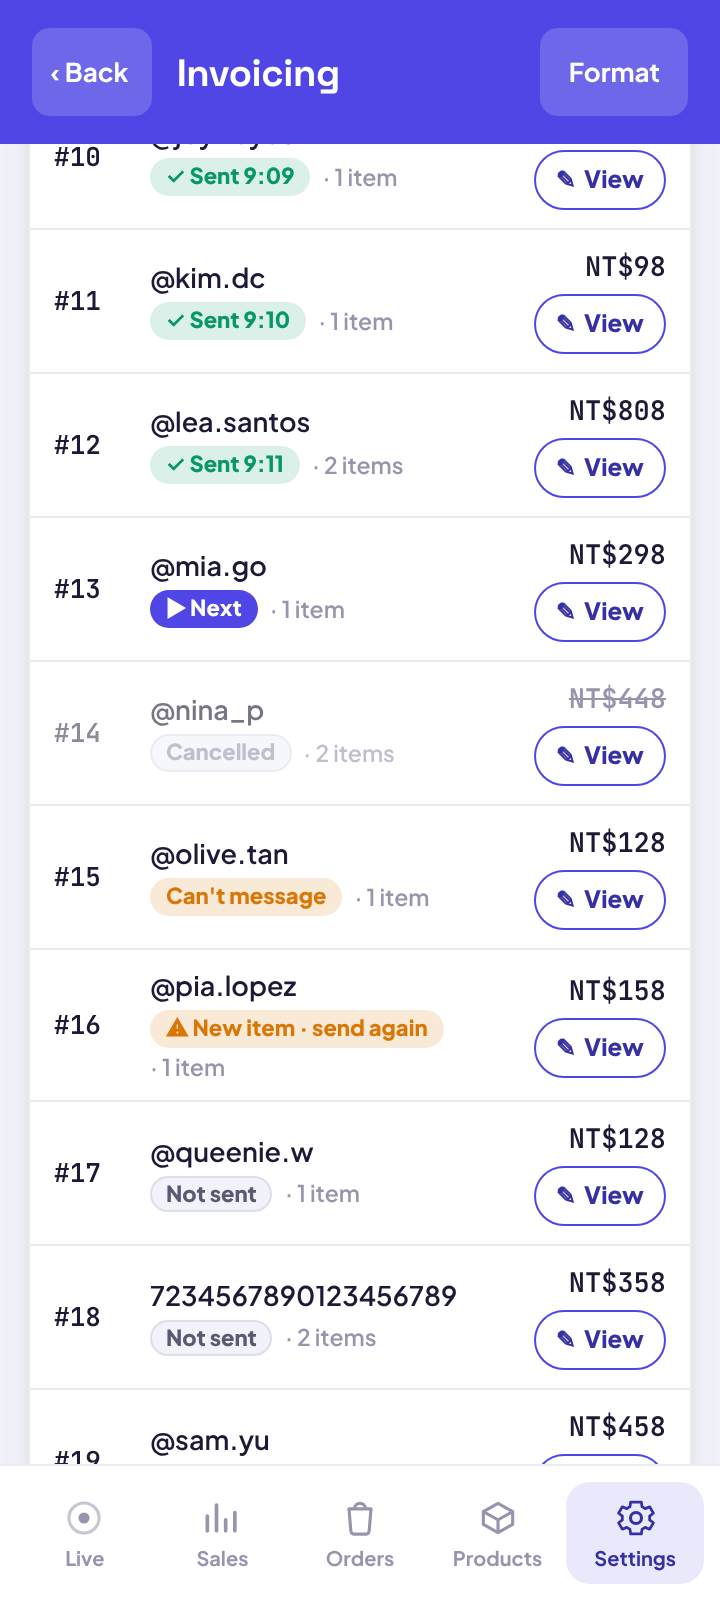 ‹ Back Invoicing Format
#10
✓ Sent 9:09 · 1 item ✎ View
#11 @kim.dc NT$98
✓ Sent 9:10 · 1 item ✎ View
#12 @lea.santos NT$808
✓ Sent 9:11 · 2 items ✎ View
#13 @mia.go NT$298
▶ Next · 1 item ✎ View
#14 @nina_p NT$448
Cancelled · 2 items ✎ View
#15 @olive.tan NT$128
Can't message · 1 item ✎ View
#16 @pia.lopez NT$158
⚠ New item · send again ✎ View
· 1 item
#17 @queenie.w NT$128
Not sent · 1 item ✎ View
#18 7234567890123456789 NT$358
Not sent · 2 items ✎ View
#19 @sam.yu NT$458
Live Sales Orders Products Settings